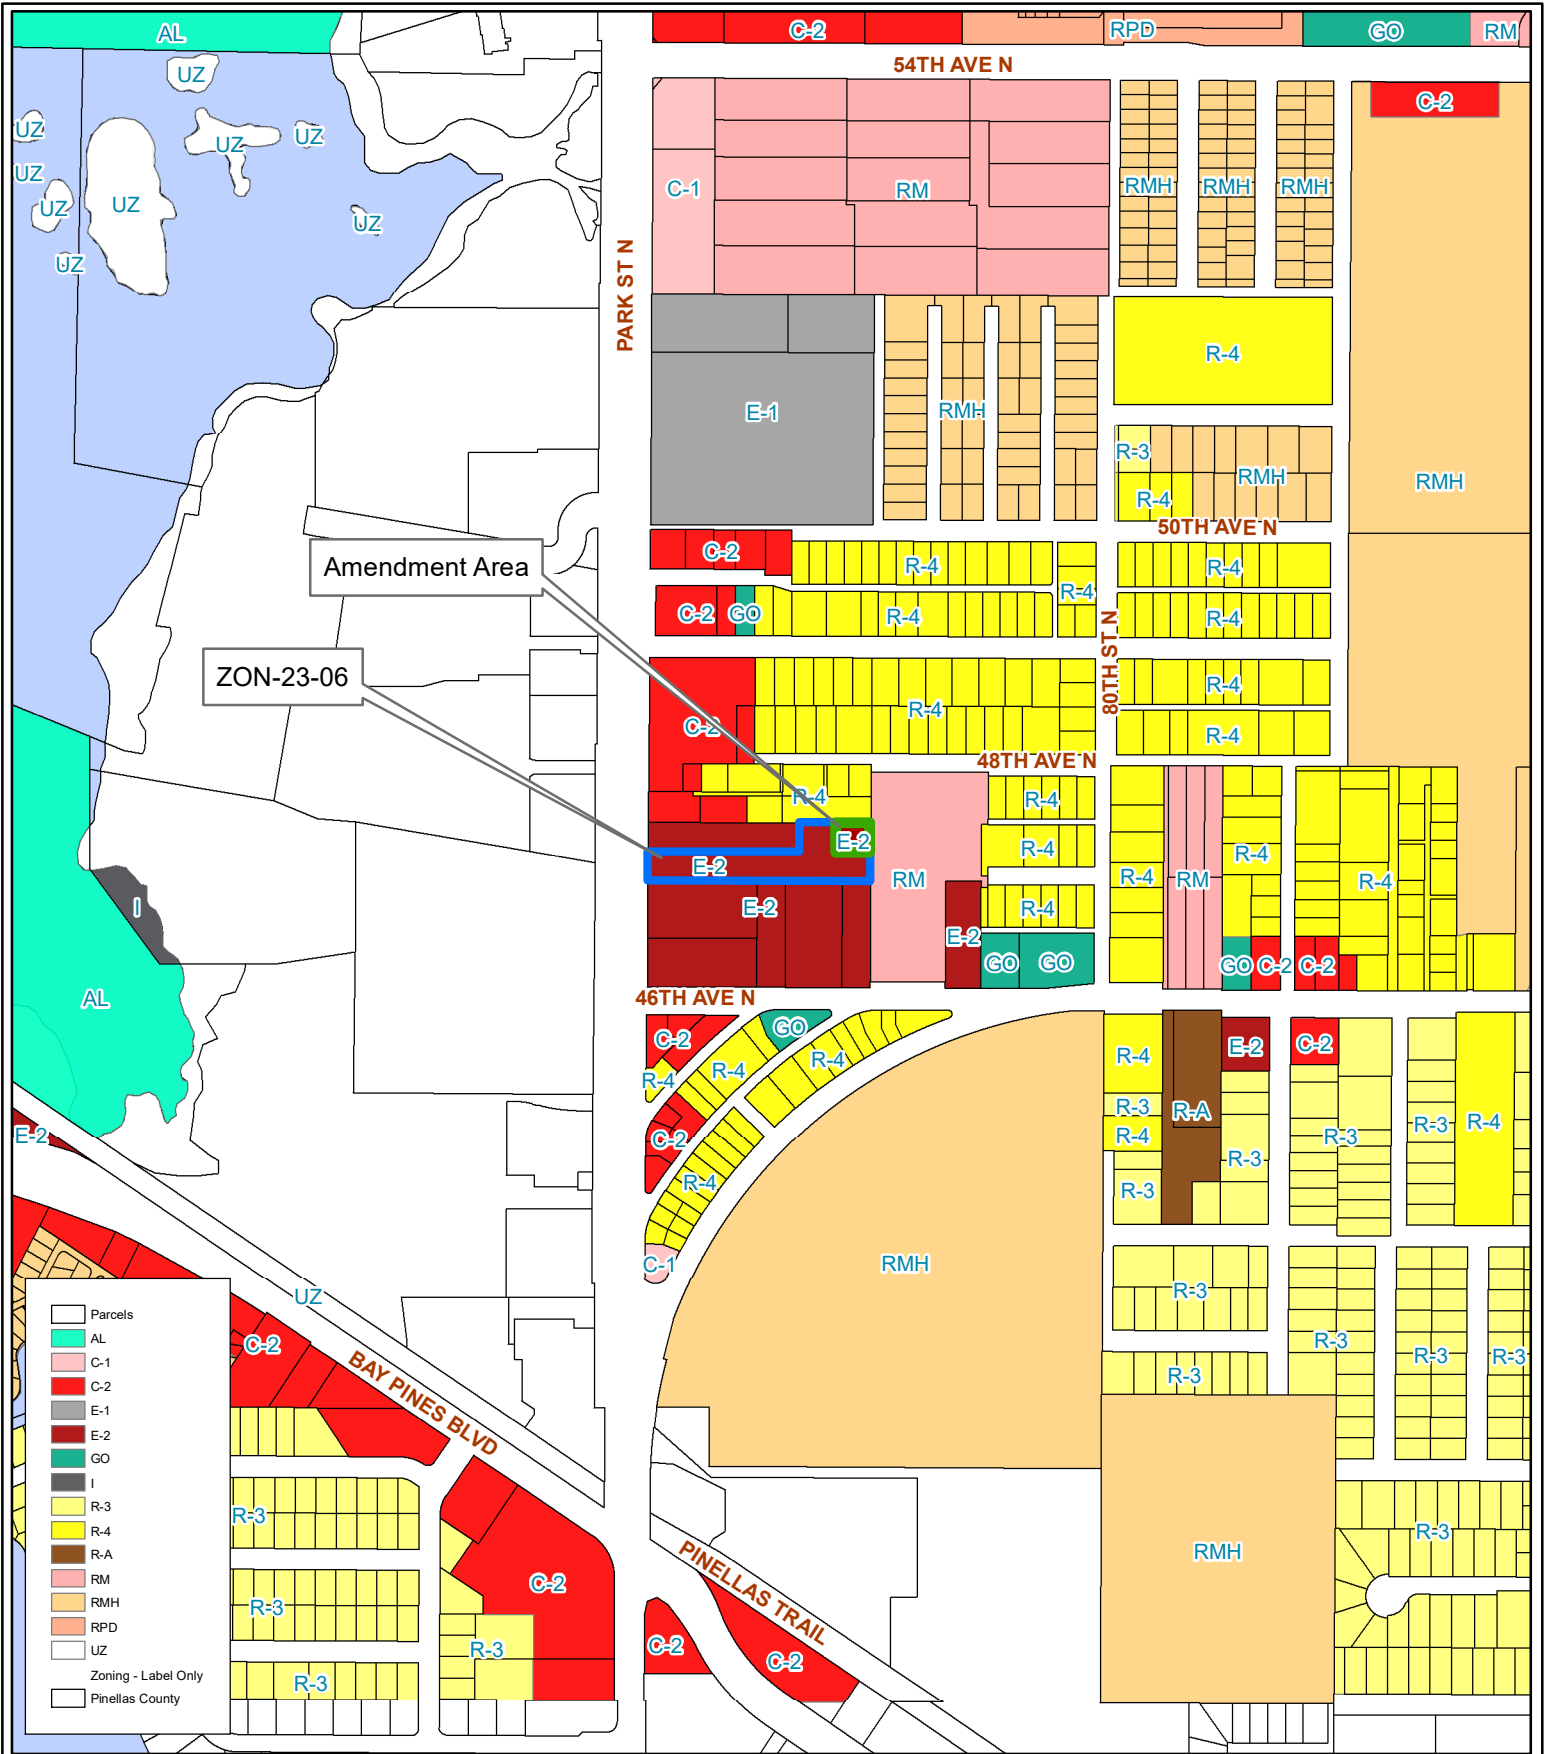 AL
C-2
RPD
GO
RM
54TH AVE N
UZ
UZ
UZ
UZ
C-2
UZ
UZ
UZ
UZ
UZ
C-1
RM
RMH
RMH
RMH
PARK ST N
R-4
E-1
RMH
R-3
RMH
RMH
R-4
50TH AVE N
C-2
R-4
R-4
Amendment Area
R-4
C-2
GO
R-4
R-4
80TH ST N
ZON-23-06
R-4
R-4
C-2
R-4
48TH AVE N
R-4
R-4
E-2
R-4
R-4
E-2
RM
R-4
RM
R-4
I
E-2
R-4
E-2
GO
GO
GO
C-2
C-2
AL
46TH AVE N
C-2
GO
R-4
E-2
C-2
R-4
R-4
R-4
R-3
R-A
R-4
R-3
R-3
R-4
E-2
C-2
R-4
R-3
R-3
C-1
RMH
R-3
UZ
C-2
R-3
R-3
R-3
R-3
BAY PINES BLVD
Parcels
AL
C-1
C-2
E-1
E-2
GO
I
R-3
R-4
R-A
RM
RMH
RPD
UZ
Zoning - Label Only
Pinellas County
R-3
R-3
R-3
C-2
R-3
PINELLAS TRAIL
C-2
C-2
RMH
R-3